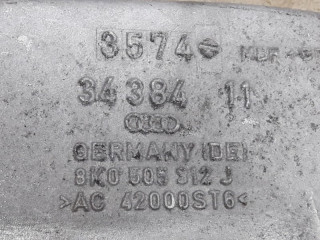 3574
34384 11
GERMANY (DE)
8K0 505 312 J
>AC 42000ST6<